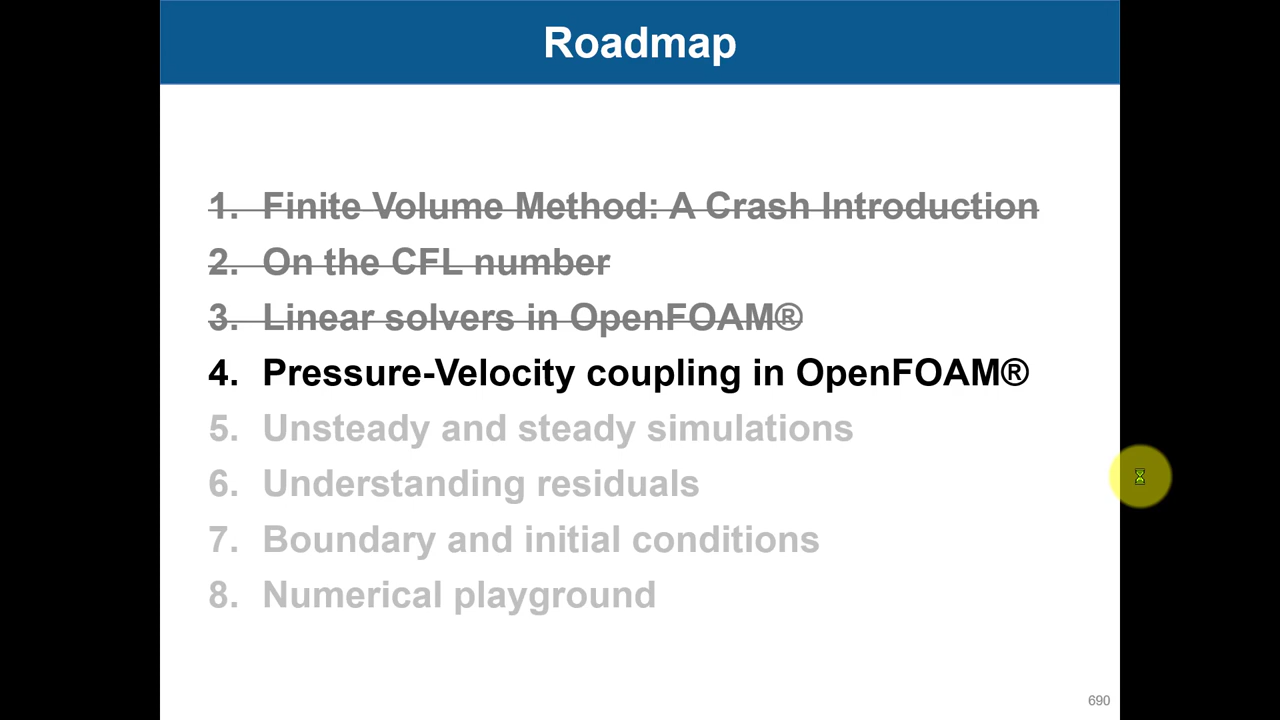 Roadmap
1. Finite Volume Method: A Crash Introduction
2. On the CFL number
3. Linear solvers in OpenFOAM®
4. Pressure-Velocity coupling in OpenFOAM®
5. Unsteady and steady simulations
6. Understanding residuals
7. Boundary and initial conditions
8. Numerical playground
690